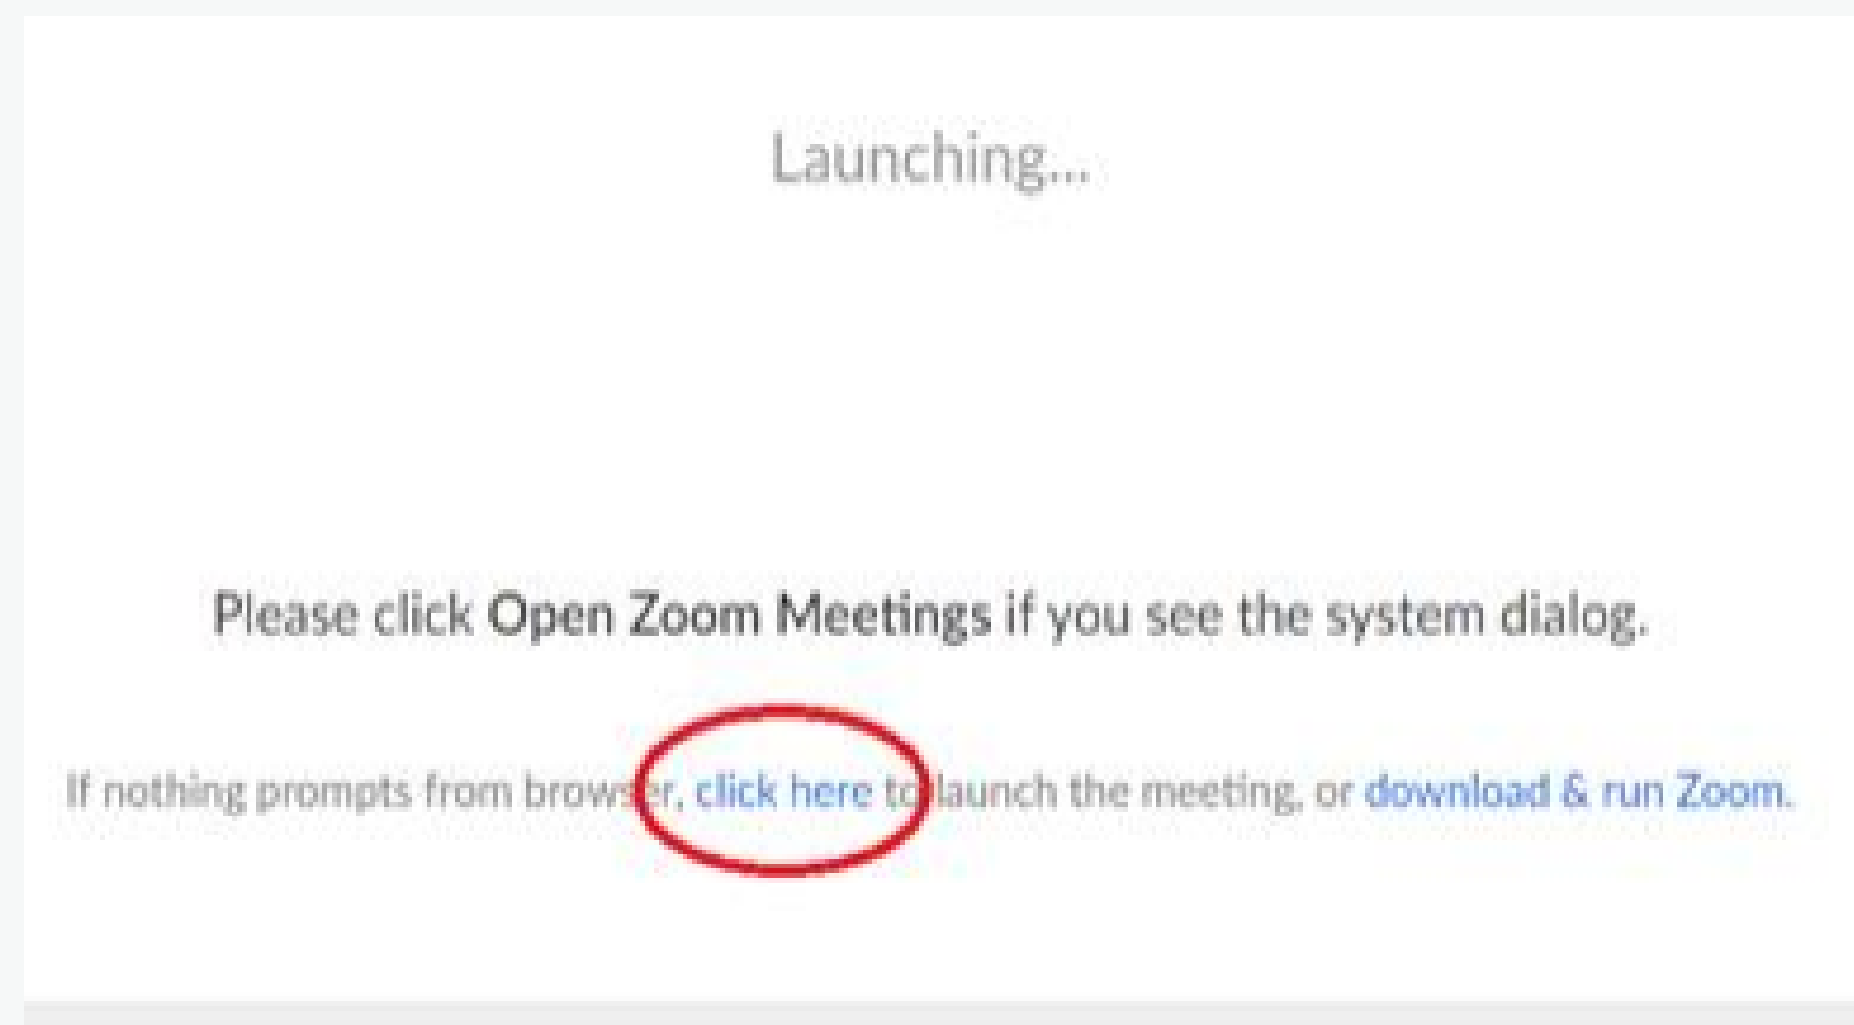 Launching...
Please click Open Zoom Meetings if you see the system dialog.
If nothing prompts from browser, click here to launch the meeting, or download & run Zoom.